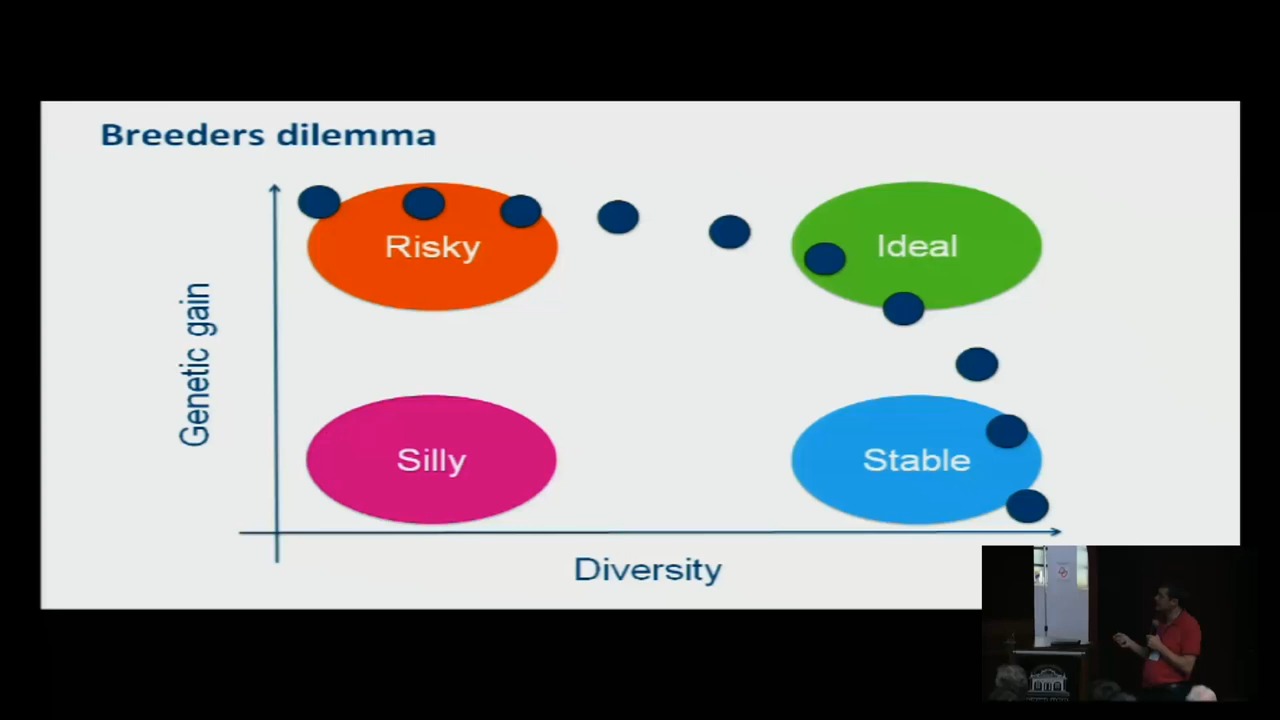 Breeders dilemma
Risky
Ideal
Genetic gain
Silly
Stable
Diversity